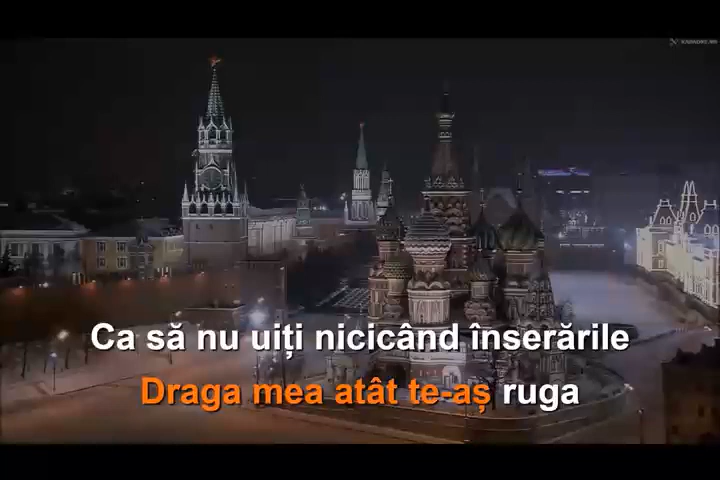 Ca să nu uiți nicicând înserările
Draga mea atât te-aș ruga